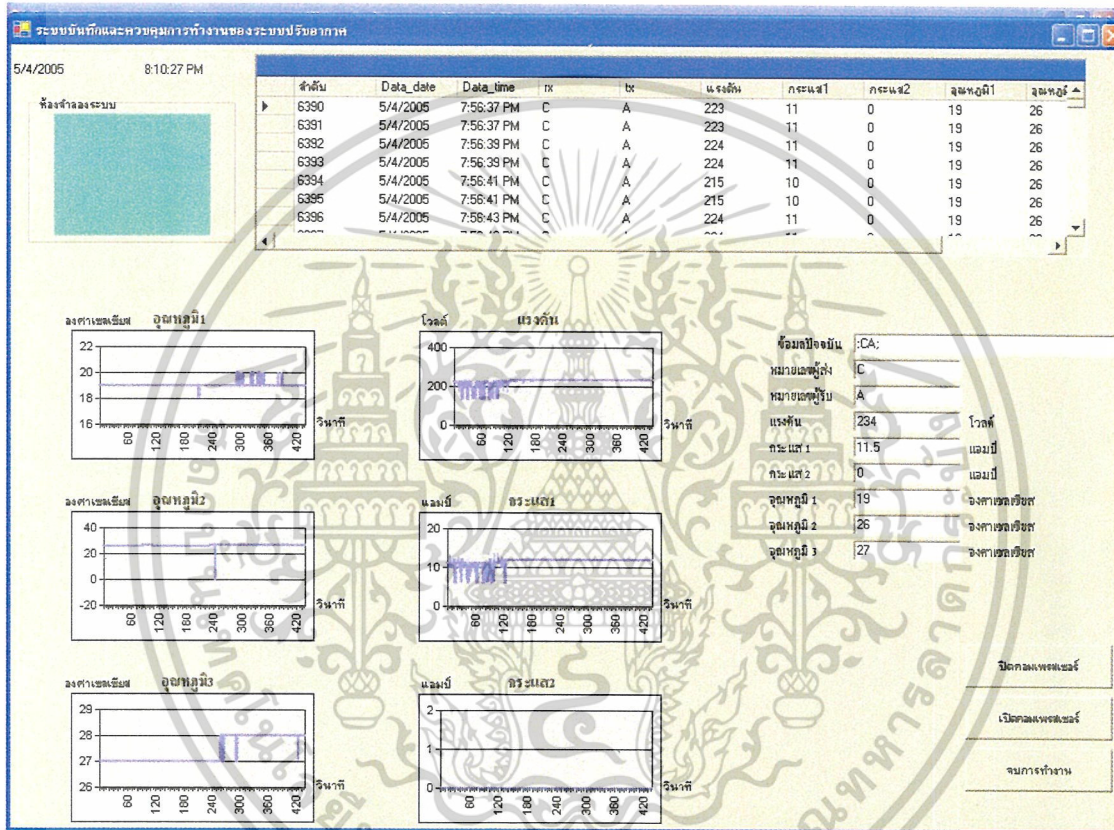 ระบบบันทึกและควบคุมการทำงานของระบบปรับอากาศ
5/4/2005 8:10:27 PM
ห้องจำลองระบบ
ลำดับ Data_date Data_time rx tx แรงดัน กระแส1 กระแส2 อุณหภูมิ1
6390 5/4/2005 7:56:37 PM C A 223 11 0 19 26
6391 5/4/2005 7:56:37 PM C A 223 11 0 19 26
6392 5/4/2005 7:56:39 PM C A 224 11 0 19 26
6393 5/4/2005 7:56:39 PM C A 224 11 0 19 26
6394 5/4/2005 7:56:41 PM C A 215 10 0 19 26
6395 5/4/2005 7:56:41 PM C A 215 10 0 19 26
6396 5/4/2005 7:56:43 PM C A 224 11 0 19 26
องศาเซลเซียส อุณหภูมิ1
22
20
18
16
60 120 180 240 300 360 420
วินาที
โวลต์ แรงดัน
400
200
0
60 120 180 240 300 360 420
วินาที
ข้อมูลปัจจุบัน :CA;
หมายเลขผู้ส่ง C
หมายเลขผู้รับ A
แรงดัน 234 โวลต์
กระแส 1 11.5 แอมป์
กระแส 2 0 แอมป์
อุณหภูมิ 1 19 องศาเซลเซียส
อุณหภูมิ 2 26 องศาเซลเซียส
อุณหภูมิ 3 27 องศาเซลเซียส
องศาเซลเซียส อุณหภูมิ2
40
20
0
-20
60 120 180 240 300 360 420
วินาที
แอมป์ กระแส1
20
10
0
60 120 180 240 300 360 420
วินาที
องศาเซลเซียส อุณหภูมิ3
29
28
27
26
60 120 180 240 300 360 420
วินาที
แอมป์ กระแส2
2
1
0
60 120 180 240 300 360 420
วินาที
ปิดคอมเพรสเซอร์
เปิดคอมเพรสเซอร์
จบการทำงาน